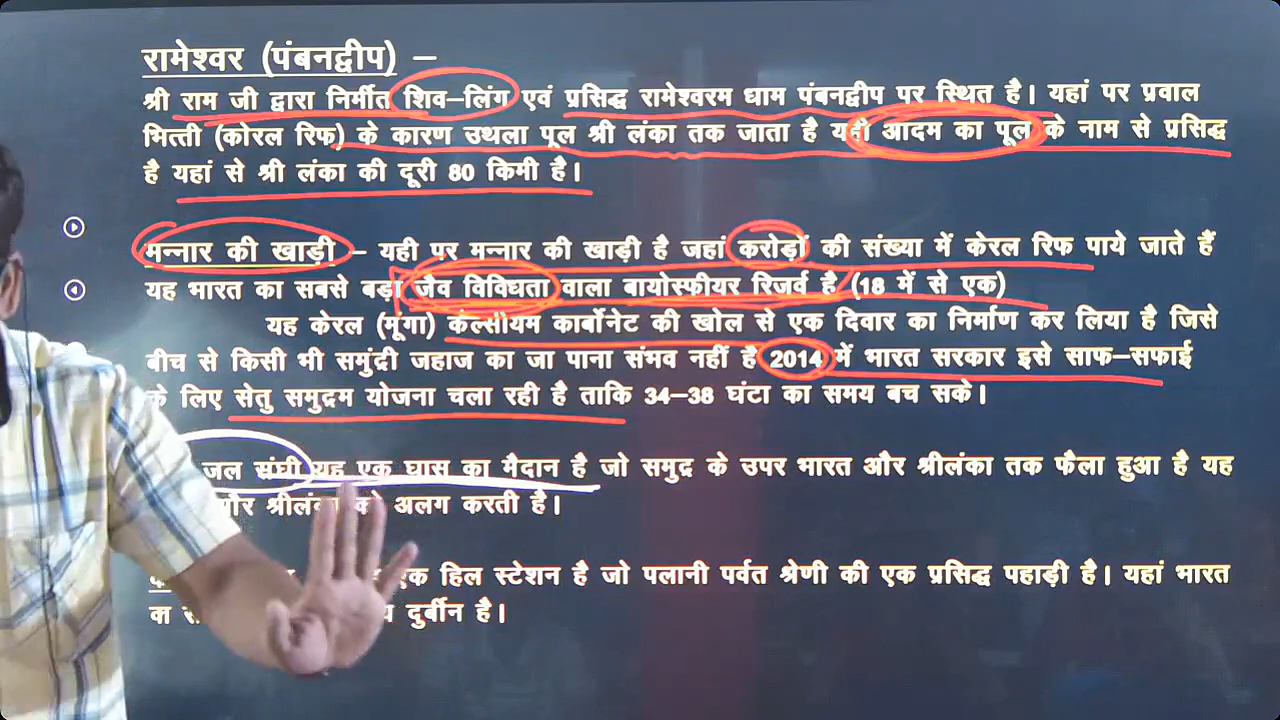 रामेश्वर (पंबनद्वीप) –
श्री राम जी द्वारा निर्मीत शिव–लिंग एवं प्रसिद्ध रामेश्वरम धाम पंबनद्वीप पर स्थित है। यहां पर प्रवाल
भित्ती (कोरल रिफ) के कारण उथला पूल श्री लंका तक जाता है यही आदम का पूल के नाम से प्रसिद्ध
है यहां से श्री लंका की दूरी 80 किमी है।
मन्नार की खाड़ी – यही पर मन्नार की खाड़ी है जहां करोड़ों की संख्या में केरल रिफ पाये जाते हैं
यह भारत का सबसे बड़ा जैव विविधता वाला बायोस्फीयर रिजर्व है (18 में से एक)
यह केरल (मूंगा) केल्सीयम कार्बोनेट की खोल से एक दिवार का निर्माण कर लिया है जिसे
बीच से किसी भी समुंद्री जहाज का जा पाना संभव नहीं है 2014 में भारत सरकार इसे साफ–सफाई
के लिए सेतु समुद्रम योजना चला रही है ताकि 34–38 घंटा का समय बच सके।
जल संघी यह एक घास का मैदान है जो समुद्र के उपर भारत और श्रीलंका तक फैला हुआ है यह
और श्रीलंका को अलग करती है।
एक हिल स्टेशन है जो पलानी पर्वत श्रेणी की एक प्रसिद्ध पहाड़ी है। यहां भारत
दुर्बीन है।